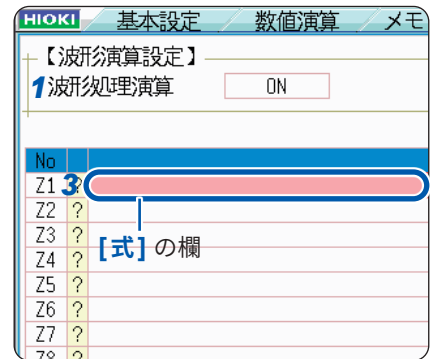 HIOKI 基本設定 数値演算 メモ
【波形演算設定】
1 波形処理演算 ON
No
Z1 3 ?
Z2 ?
Z3 ?
[式] の欄
Z4 ?
Z5 ?
Z6 ?
Z7 ?
Z8 ?